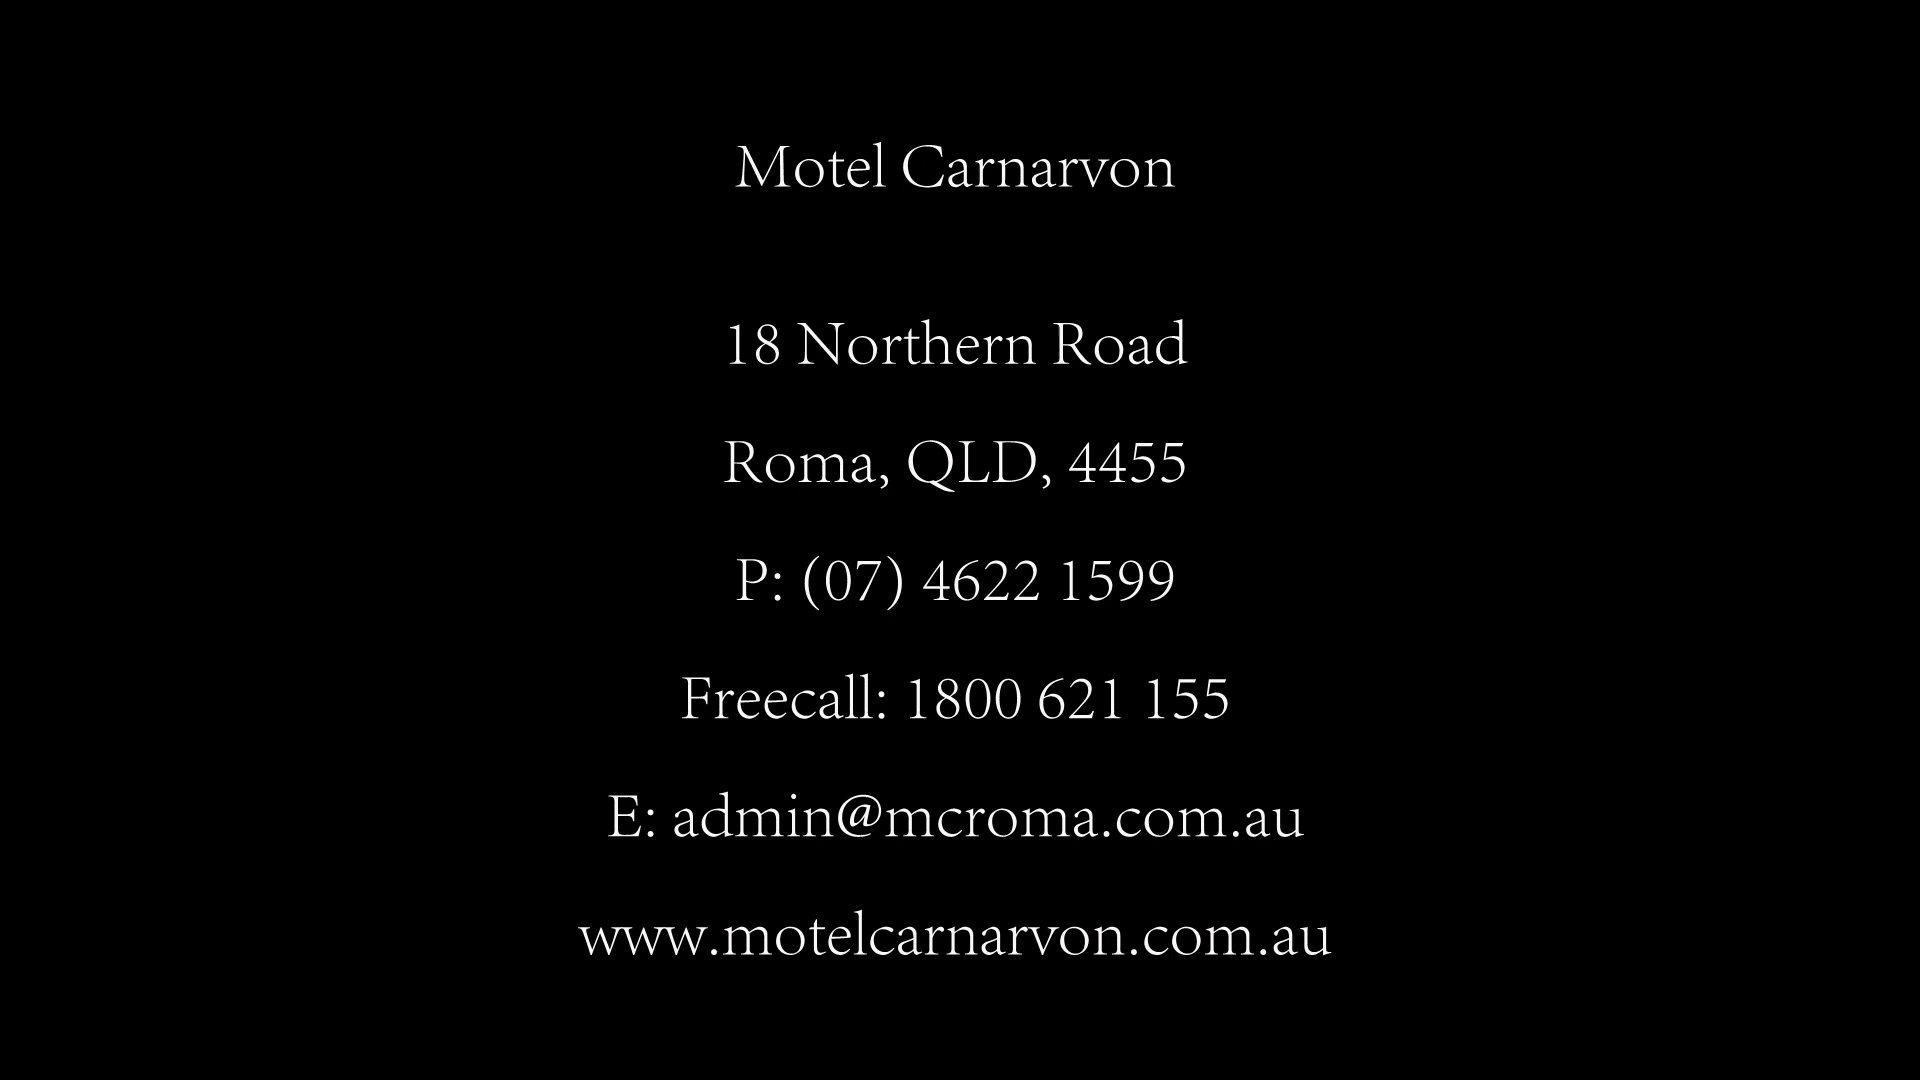 Motel Carnarvon
18 Northern Road
Roma, QLD, 4455
P: (07) 4622 1599
Freecall: 1800 621 155
E: admin@mcroma.com.au
www.motelcarnarvon.com.au